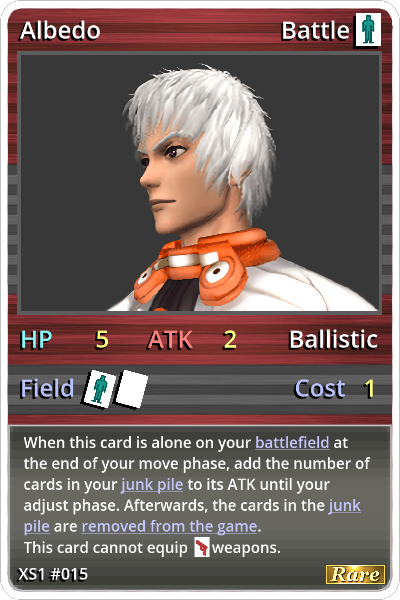 Albedo Battle
HP 5 ATK 2 Ballistic
Field Cost 1
When this card is alone on your battlefield at
the end of your move phase, add the number of
cards in your junk pile to its ATK until your
adjust phase. Afterwards, the cards in the junk
pile are removed from the game.
This card cannot equip weapons.
XS1 #015 Rare